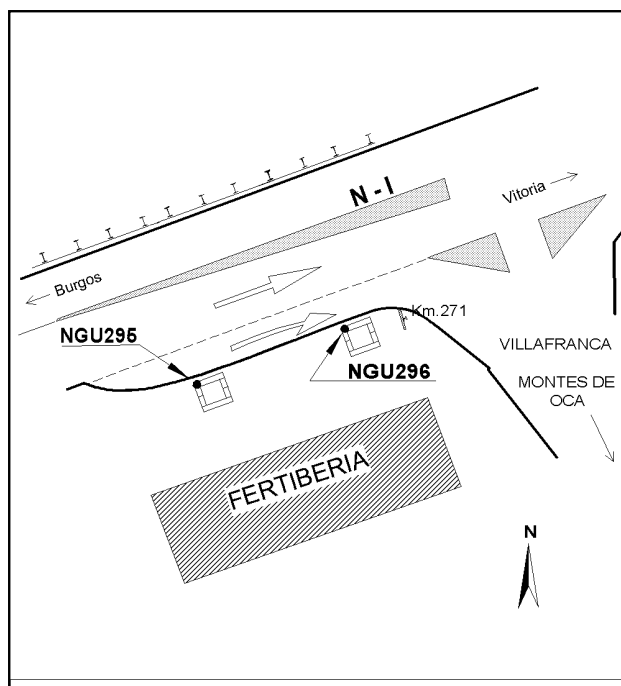 N - I
Vitoria
Burgos
Km.271
NGU295
VILLAFRANCA
NGU296
MONTES DE
OCA
FERTIBERIA
N